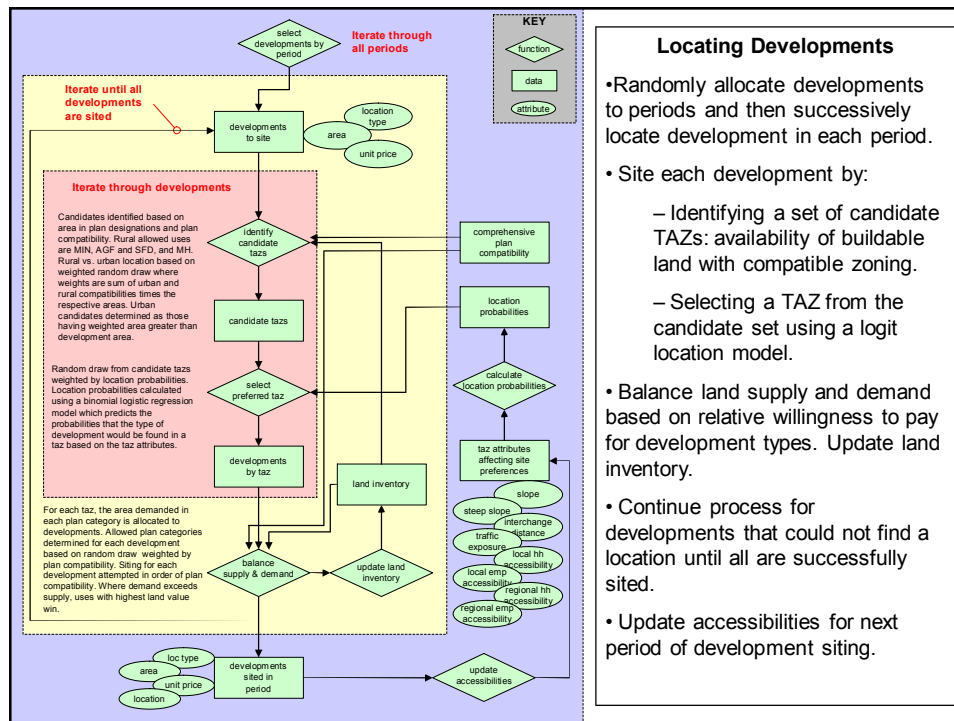 select
developments by
period
Iterate through
all periods
KEY
function
data
attribute
Iterate until all
developments
are sited
developments
to site
location
type
area
unit price
Iterate through developments
Candidates identified based on
area in plan designations and plan
compatibility. Rural allowed uses
are MIN, AGF and SFD, and MH.
Rural vs. urban location based on
weighted random draw where
weights are sum of urban and
rural compatibilities times the
respective areas. Urban
candidates determined as those
having weighted area greater than
development area.
identify
candidate
tazs
comprehensive
plan
compatibility
candidate tazs
location
probabilities
Random draw from candidate tazs
weighted by location probabilities.
Location probabilities calculated
using a binomial logistic regression
model which predicts the
probabilities that the type of
development would be found in a
taz based on the taz attributes.
select
preferred taz
calculate
location probabilities
developments
by taz
taz attributes
affecting site
preferences
land inventory
slope
steep slope
interchange
distance
traffic
exposure
local hh
accessibility
local emp
accessibility
regional hh
accessibility
regional emp
accessibility
For each taz, the area demanded in
each plan category is allocated to
developments. Allowed plan categories
determined for each development
based on random draw weighted by
plan compatibility. Siting for each
development attempted in order of plan
compatibility. Where demand exceeds
supply, uses with highest land value
win.
balance
supply & demand
update land
inventory
loc type
area
unit price
location
developments
sited in
period
update
accessibilities
Locating Developments
•Randomly allocate developments
to periods and then successively
locate development in each period.
• Site each development by:
– Identifying a set of candidate
TAZs: availability of buildable
land with compatible zoning.
– Selecting a TAZ from the
candidate set using a logit
location model.
• Balance land supply and demand
based on relative willingness to pay
for development types. Update land
inventory.
• Continue process for
developments that could not find a
location until all are successfully
sited.
• Update accessibilities for next
period of development siting.